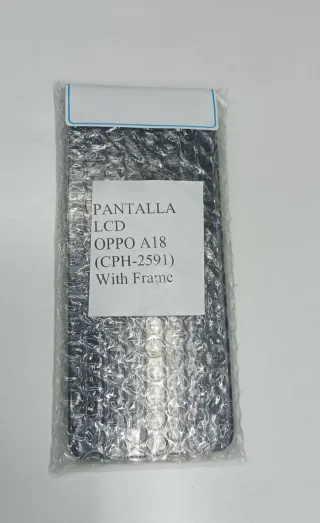 PANTALLA
LCD
OPPO A18
(CPH-2591)
With Frame